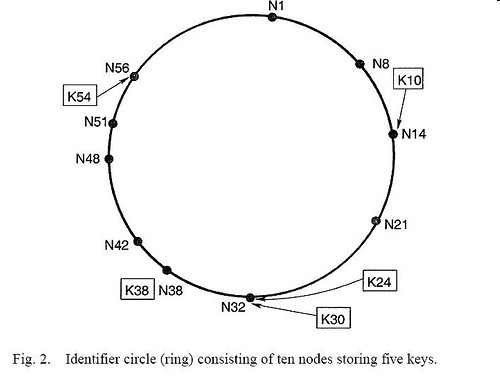 N1
N56
N8
K54
K10
N51
N14
N48
N21
N42
K38 N38
K24
N32
K30
Fig. 2. Identifier circle (ring) consisting of ten nodes storing five keys.